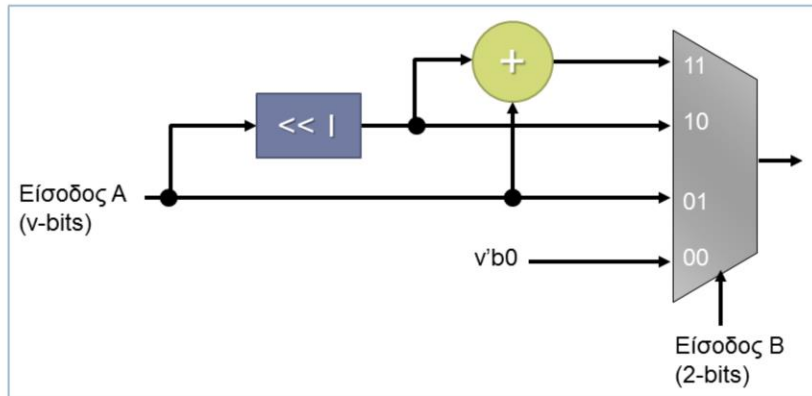 +
11
<< 1
10
Είσοδος Α
(ν-bits)
01
ν'b0
00
Είσοδος Β
(2-bits)